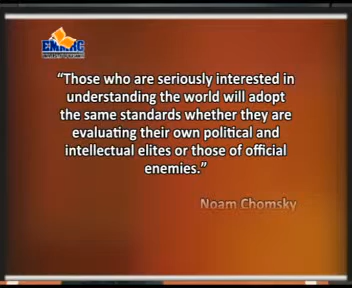 EMMRC
“Those who are seriously interested in
understanding the world will adopt
the same standards whether they are
evaluating their own political and
intellectual elites or those of official
enemies.”
Noam Chomsky